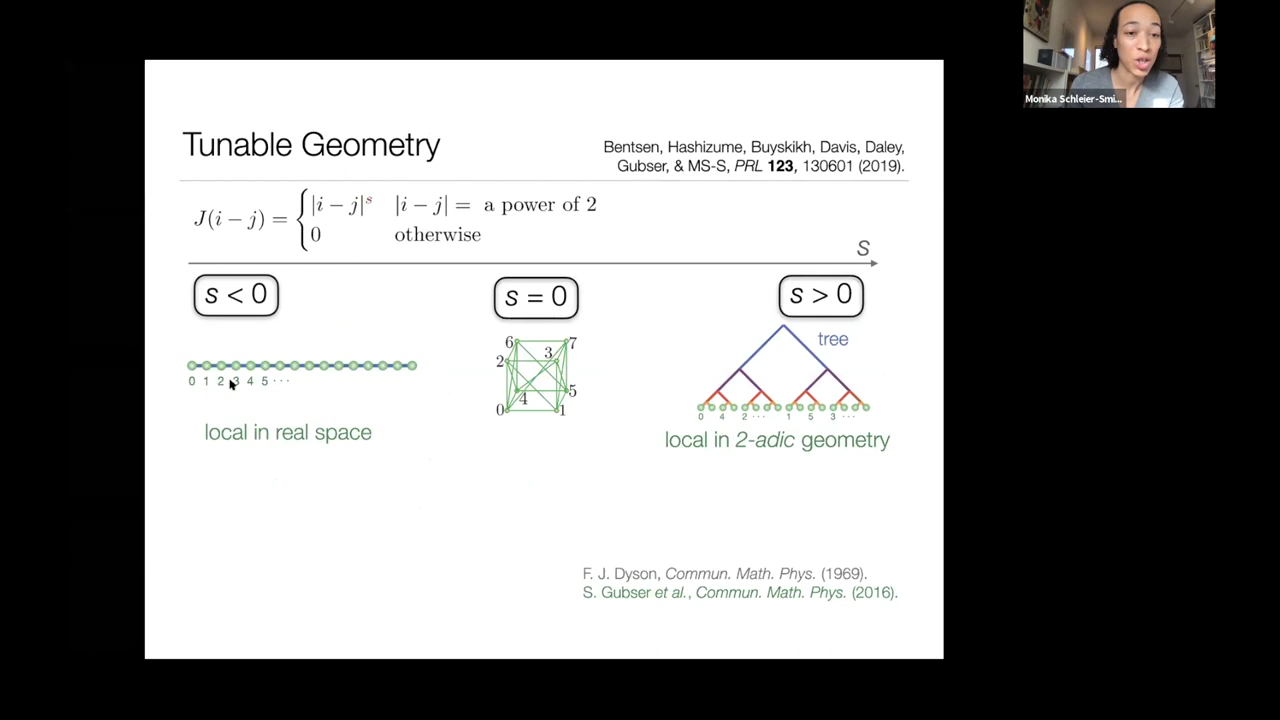 Monika Schleier-Smi...
Tunable Geometry
Bentsen, Hashizume, Buyskikh, Davis, Daley,
Gubser, & MS-S, PRL 123, 130601 (2019).
J(i − j) = { |i − j|^s |i − j| = a power of 2
0 otherwise
s
s < 0
s = 0
s > 0
tree
6 7
2 3
4 5
0 1
0 1 2 3 4 5 ···
0 4 2 ··· 1 5 3 ···
local in real space
local in 2-adic geometry
F. J. Dyson, Commun. Math. Phys. (1969).
S. Gubser et al., Commun. Math. Phys. (2016).